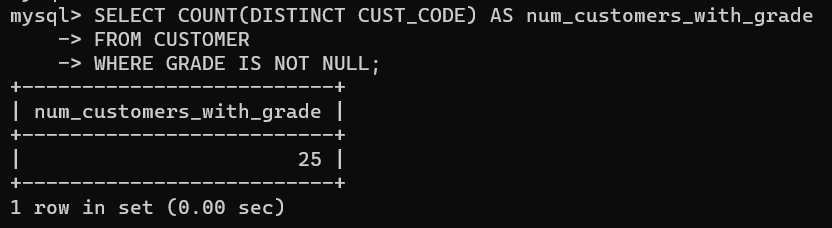 mysql> SELECT COUNT(DISTINCT CUST_CODE) AS num_customers_with_grade
    -> FROM CUSTOMER
    -> WHERE GRADE IS NOT NULL;
+--------------------------+
| num_customers_with_grade |
+--------------------------+
|                       25 |
+--------------------------+
1 row in set (0.00 sec)